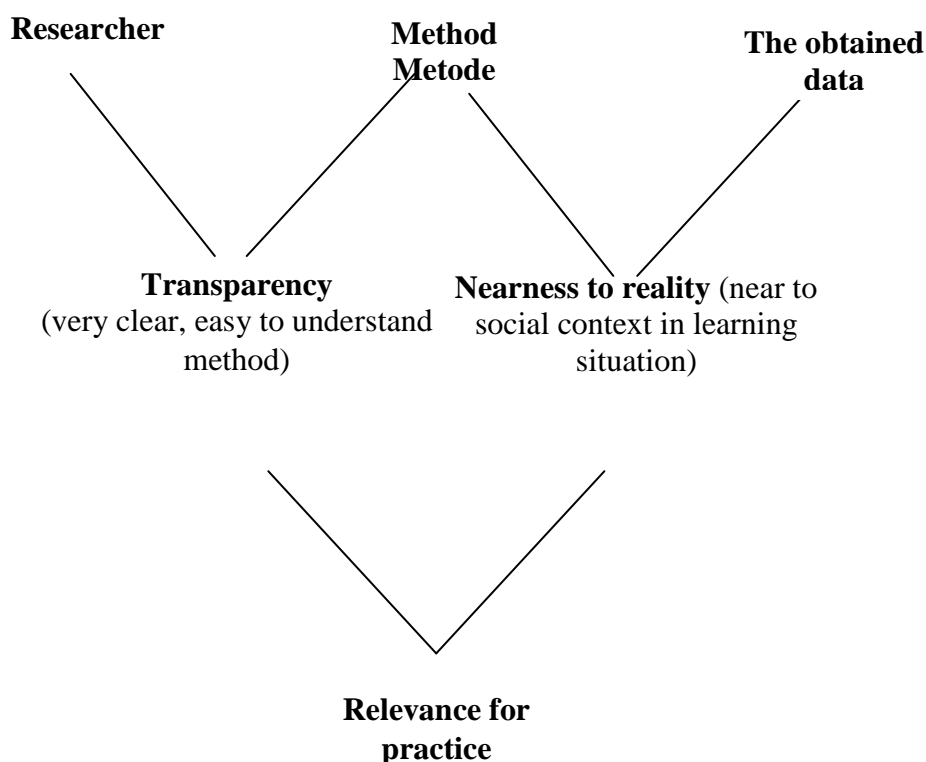 Researcher
Method
Metode
The obtained
data
Transparency
(very clear, easy to understand
method)
Nearness to reality (near to
social context in learning
situation)
Relevance for
practice